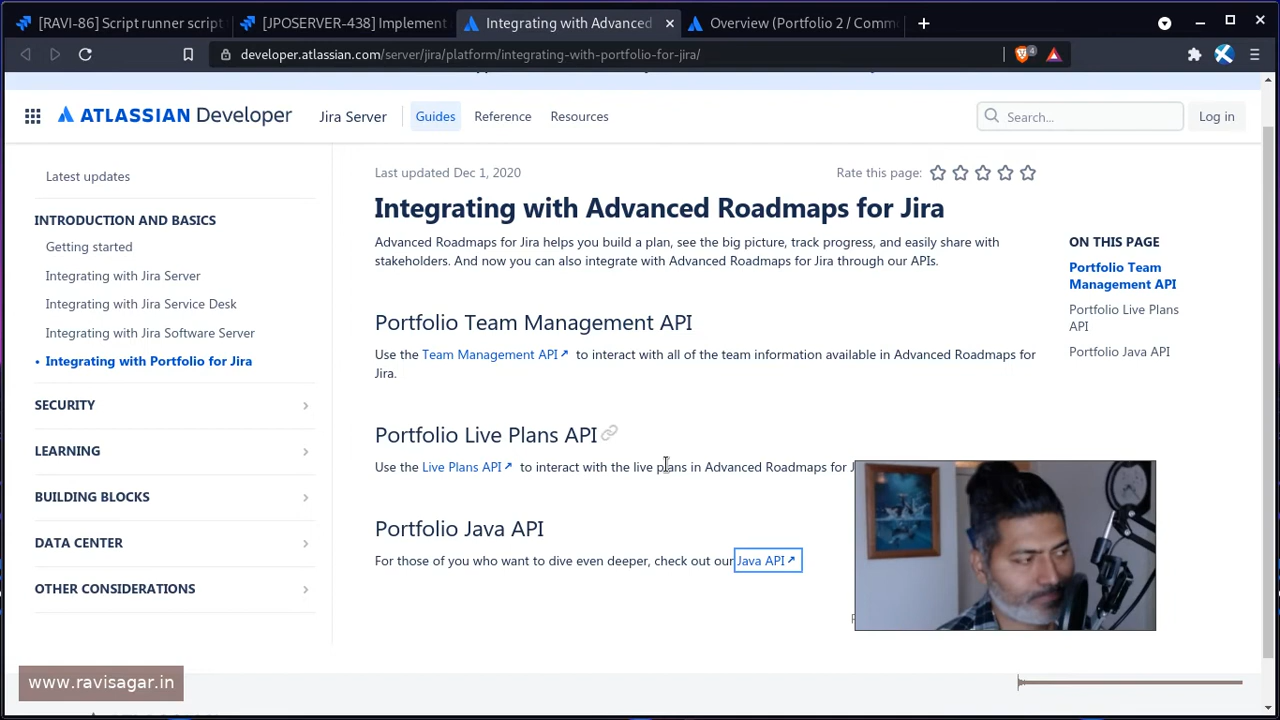 [RAVI-86] Script runner script
[JPOSERVER-438] Implement
Integrating with Advanced
Overview (Portfolio 2 / Comm
developer.atlassian.com/server/jira/platform/integrating-with-portfolio-for-jira/
4
ATLASSIAN Developer
Jira Server
Guides
Reference
Resources
Search...
Log in
Latest updates
INTRODUCTION AND BASICS
Getting started
Integrating with Jira Server
Integrating with Jira Service Desk
Integrating with Jira Software Server
• Integrating with Portfolio for Jira
SECURITY
LEARNING
BUILDING BLOCKS
DATA CENTER
OTHER CONSIDERATIONS
Last updated Dec 1, 2020
Rate this page:
Integrating with Advanced Roadmaps for Jira
Advanced Roadmaps for Jira helps you build a plan, see the big picture, track progress, and easily share with
stakeholders. And now you can also integrate with Advanced Roadmaps for Jira through our APIs.
Portfolio Team Management API
Use the Team Management API to interact with all of the team information available in Advanced Roadmaps for
Jira.
Portfolio Live Plans API
Use the Live Plans API to interact with the live plans in Advanced Roadmaps for J
Portfolio Java API
For those of you who want to dive even deeper, check out our Java API
ON THIS PAGE
Portfolio Team
Management API
Portfolio Live Plans
API
Portfolio Java API
www.ravisagar.in